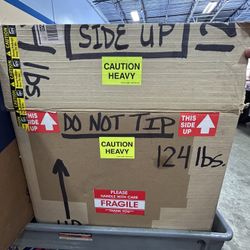 SIDE UP
CAUTION
HEAVY
THIS
SIDE
UP
DO NOT TIP
THIS
SIDE
UP
CAUTION
HEAVY
124 lbs.
PLEASE
HANDLE WITH CARE
FRAGILE
THANK YOU
UP